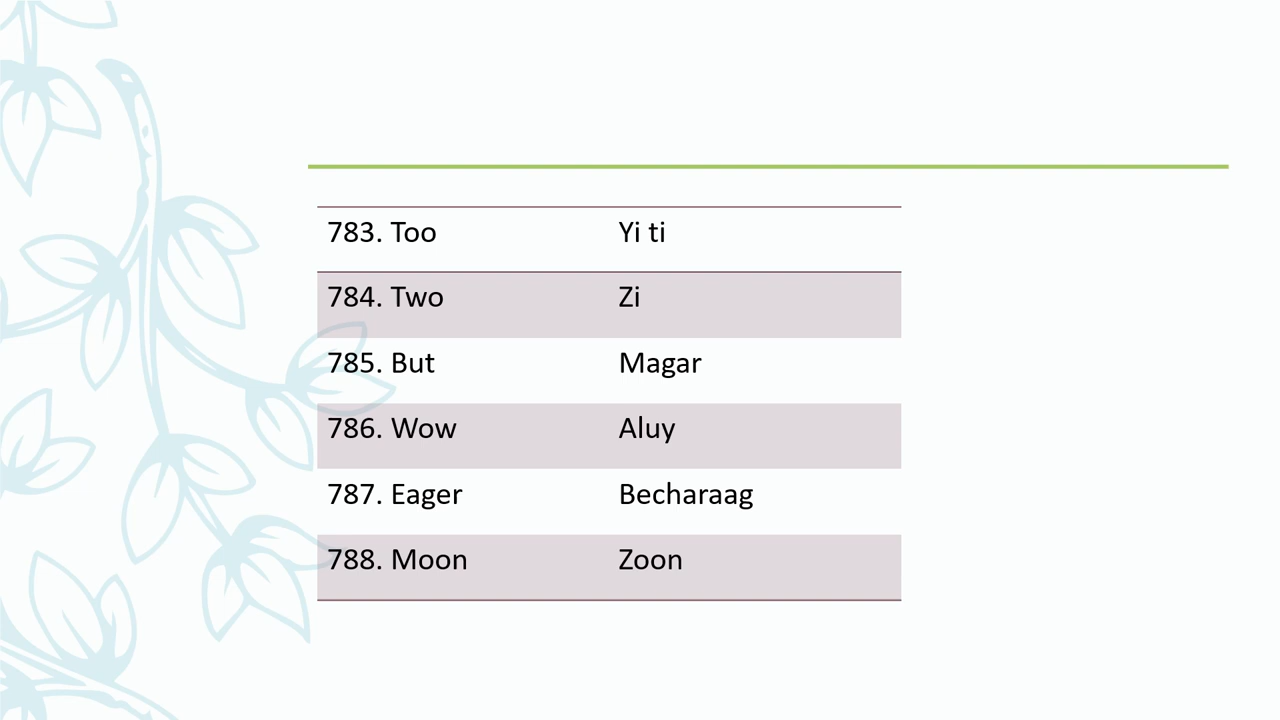 783. Too Yi ti
784. Two Zi
785. But Magar
786. Wow Aluy
787. Eager Becharaag
788. Moon Zoon